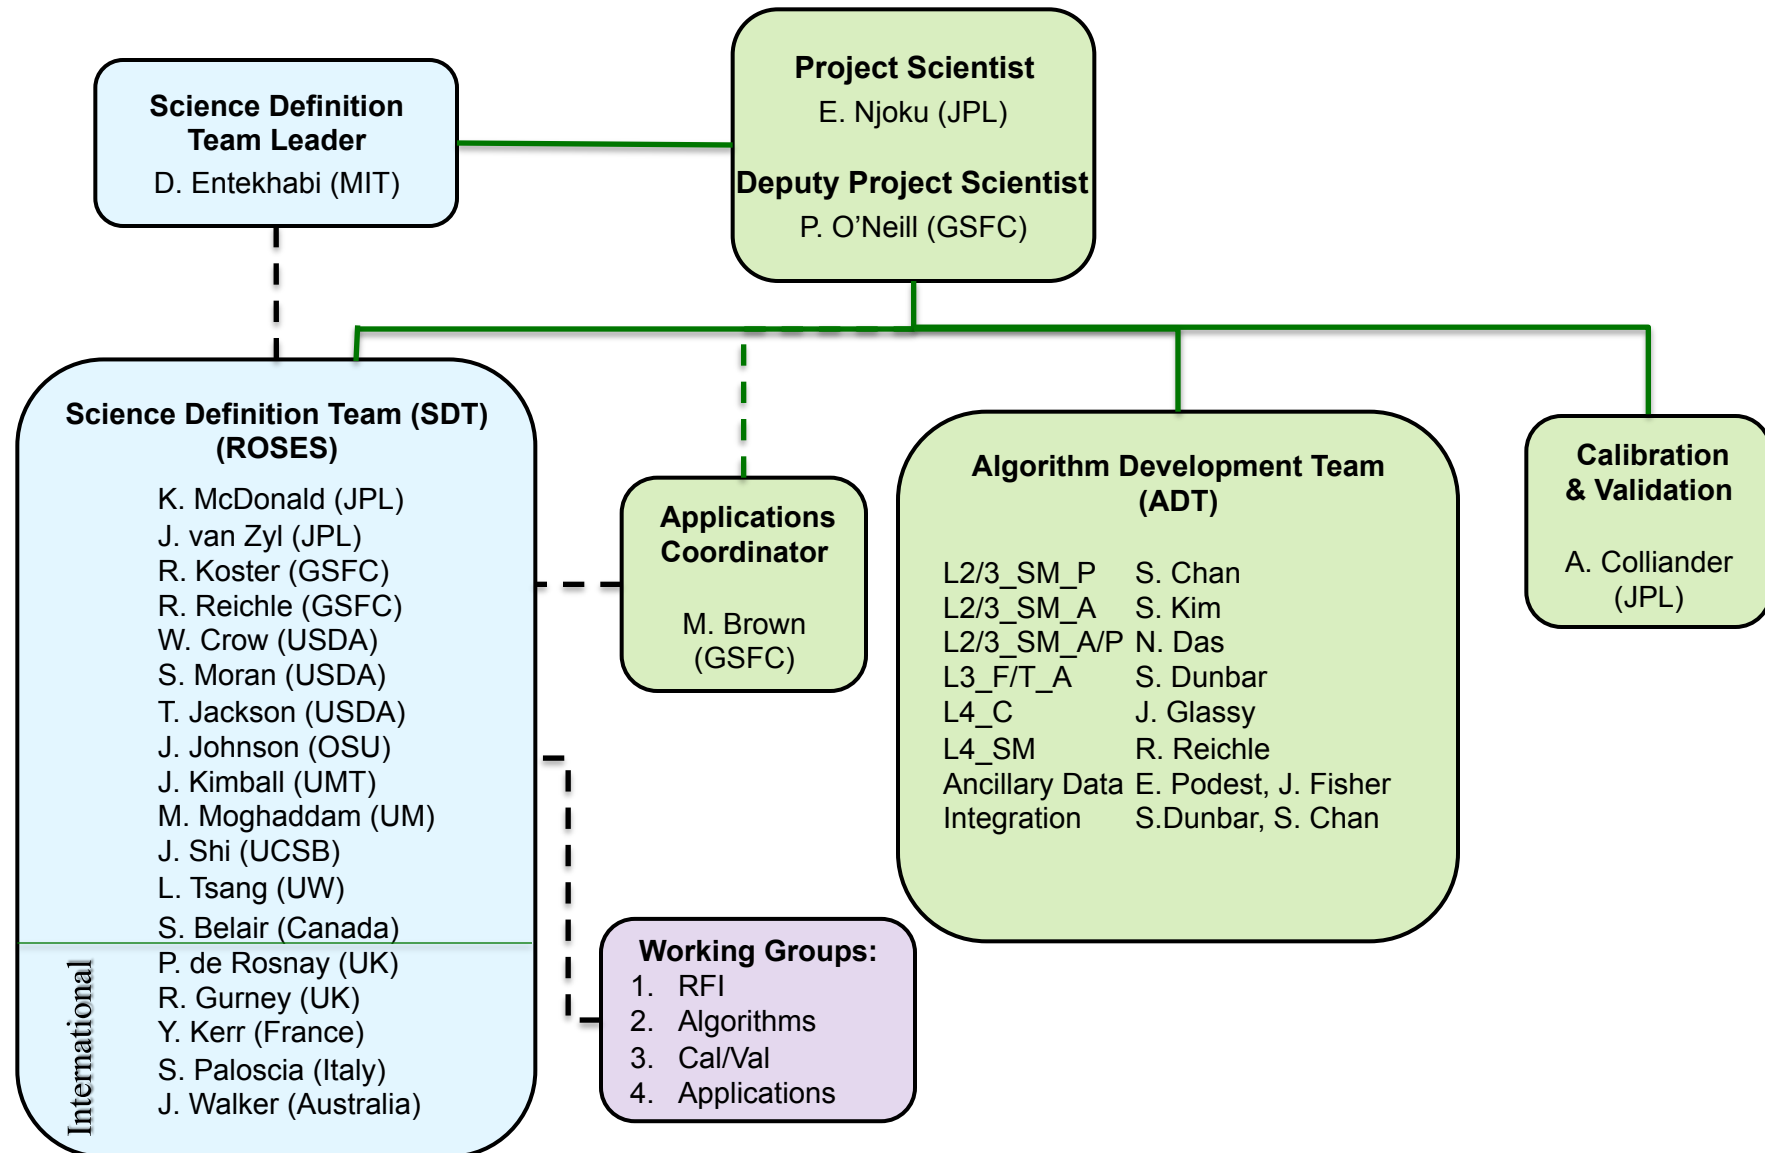 Science Definition
Team Leader
D. Entekhabi (MIT)
Project Scientist
E. Njoku (JPL)
Deputy Project Scientist
P. O’Neill (GSFC)
Science Definition Team (SDT)
(ROSES)
K. McDonald (JPL)
J. van Zyl (JPL)
R. Koster (GSFC)
R. Reichle (GSFC)
W. Crow (USDA)
S. Moran (USDA)
T. Jackson (USDA)
J. Johnson (OSU)
J. Kimball (UMT)
M. Moghaddam (UM)
J. Shi (UCSB)
L. Tsang (UW)
S. Belair (Canada)
International
P. de Rosnay (UK)
R. Gurney (UK)
Y. Kerr (France)
S. Paloscia (Italy)
J. Walker (Australia)
Applications
Coordinator
M. Brown
(GSFC)
Working Groups:
1. RFI
2. Algorithms
3. Cal/Val
4. Applications
Algorithm Development Team
(ADT)
L2/3_SM_P S. Chan
L2/3_SM_A S. Kim
L2/3_SM_A/P N. Das
L3_F/T_A S. Dunbar
L4_C J. Glassy
L4_SM R. Reichle
Ancillary Data E. Podest, J. Fisher
Integration S.Dunbar, S. Chan
Calibration
& Validation
A. Colliander
(JPL)